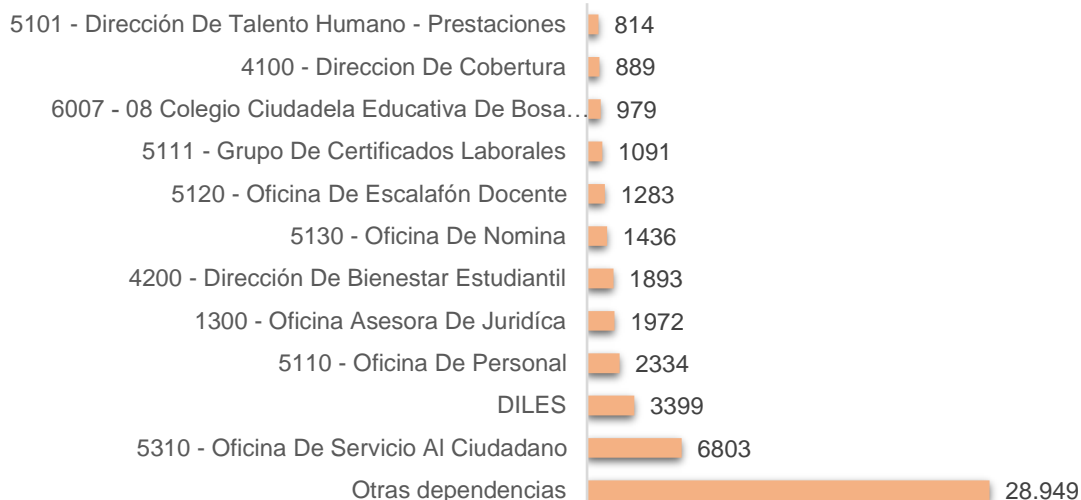 5101 - Dirección De Talento Humano - Prestaciones 814
4100 - Direccion De Cobertura 889
6007 - 08 Colegio Ciudadela Educativa De Bosa… 979
5111 - Grupo De Certificados Laborales 1091
5120 - Oficina De Escalafón Docente 1283
5130 - Oficina De Nomina 1436
4200 - Dirección De Bienestar Estudiantil 1893
1300 - Oficina Asesora De Juridíca 1972
5110 - Oficina De Personal 2334
DILES 3399
5310 - Oficina De Servicio Al Ciudadano 6803
Otras dependencias 28.949